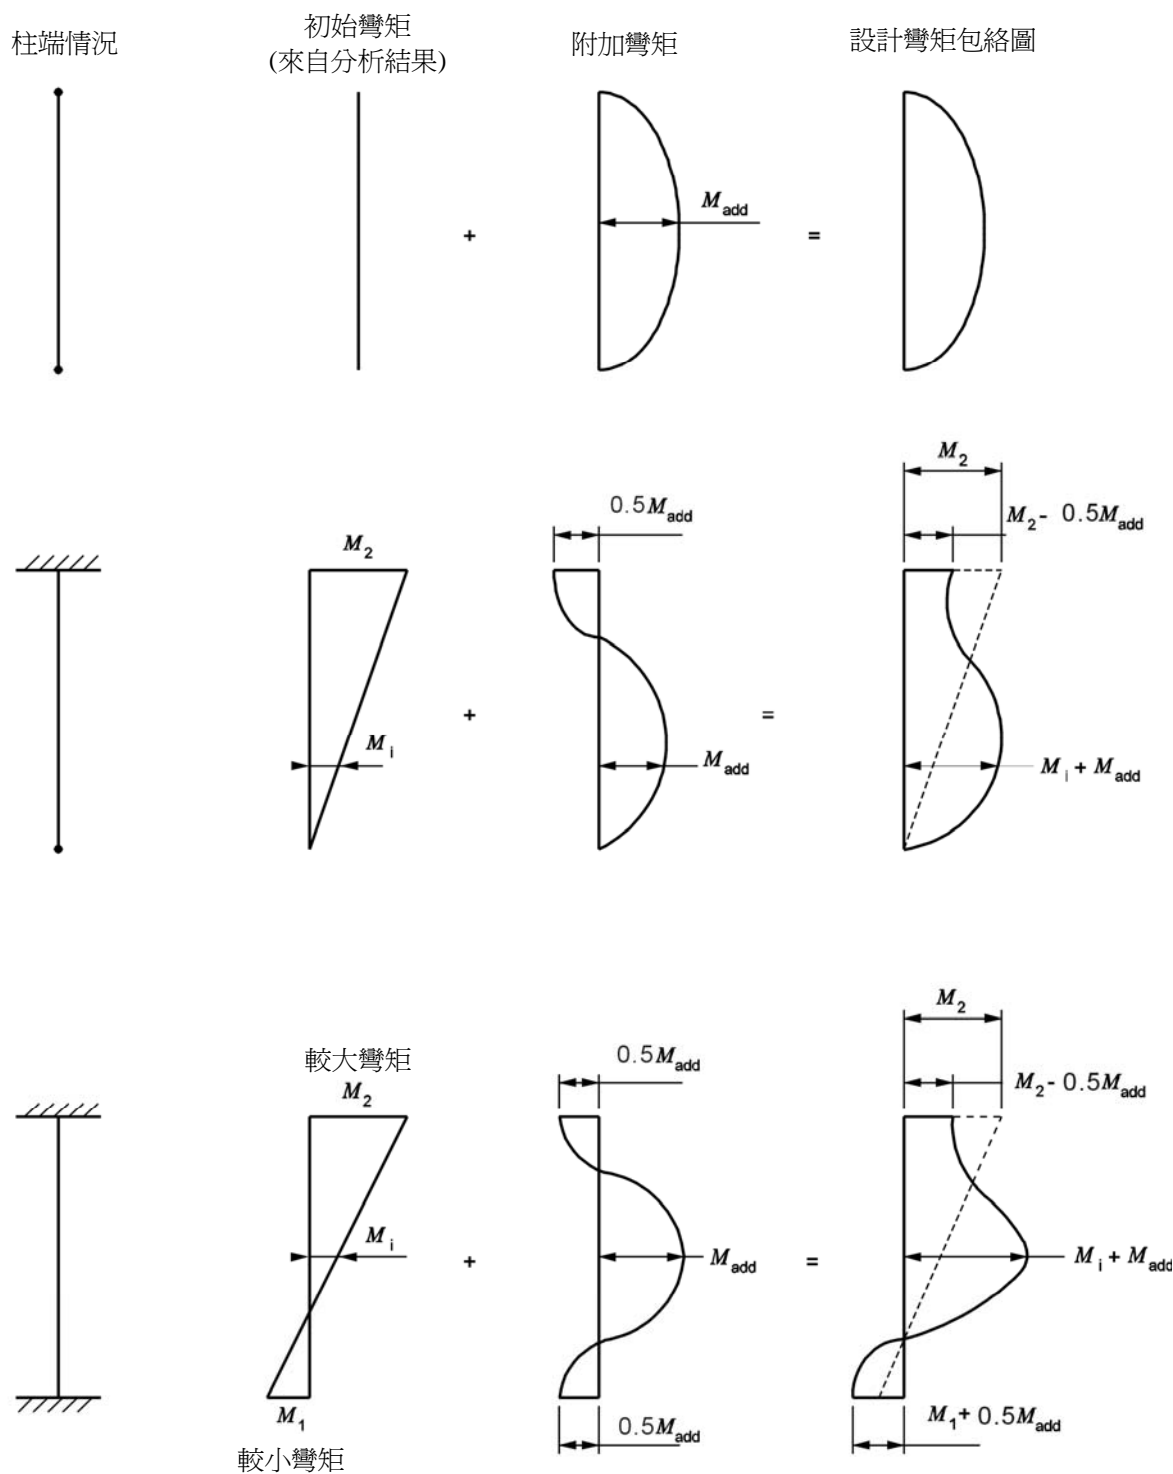 柱端情況
初始彎矩
(來自分析結果)
附加彎矩
設計彎矩包絡圖
M_add
+
=
M_2
0.5M_add
M_2 - 0.5M_add
M_2
M_i
+
M_add
=
M_i + M_add
M_2
較大彎矩
0.5M_add
M_2 - 0.5M_add
M_2
M_i
+
M_add
=
M_i + M_add
M_1
0.5M_add
M_1 + 0.5M_add
較小彎矩